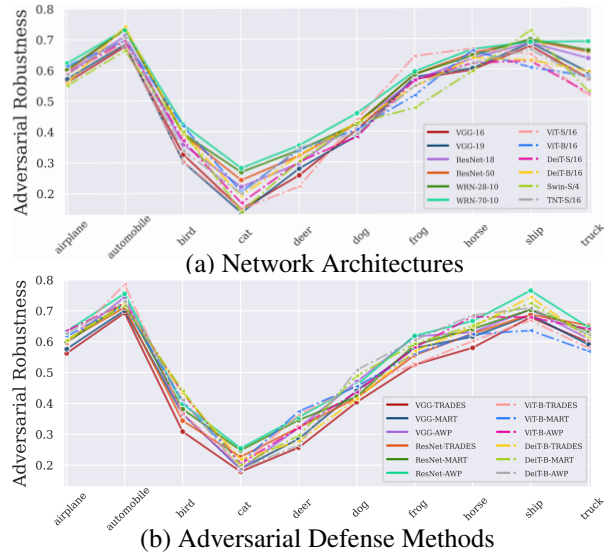 0.8
0.7
0.6
0.5
0.4
0.3
0.2
Adversarial Robustness
VGG-16
VGG-19
ResNet-18
ResNet-50
WRN-28-10
WRN-70-10
ViT-S/16
ViT-B/16
DeiT-S/16
DeiT-B/16
Swin-S/4
TNT-S/16
airplane
automobile
bird
cat
deer
dog
frog
horse
ship
truck
(a) Network Architectures
0.8
0.7
0.6
0.5
0.4
0.3
0.2
Adversarial Robustness
VGG-TRADES
VGG-MART
VGG-AWP
ResNet-TRADES
ResNet-MART
ResNet-AWP
ViT-B-TRADES
ViT-B-MART
ViT-B-AWP
DeiT-B-TRADES
DeiT-B-MART
DeiT-B-AWP
airplane
automobile
bird
cat
deer
dog
frog
horse
ship
truck
(b) Adversarial Defense Methods